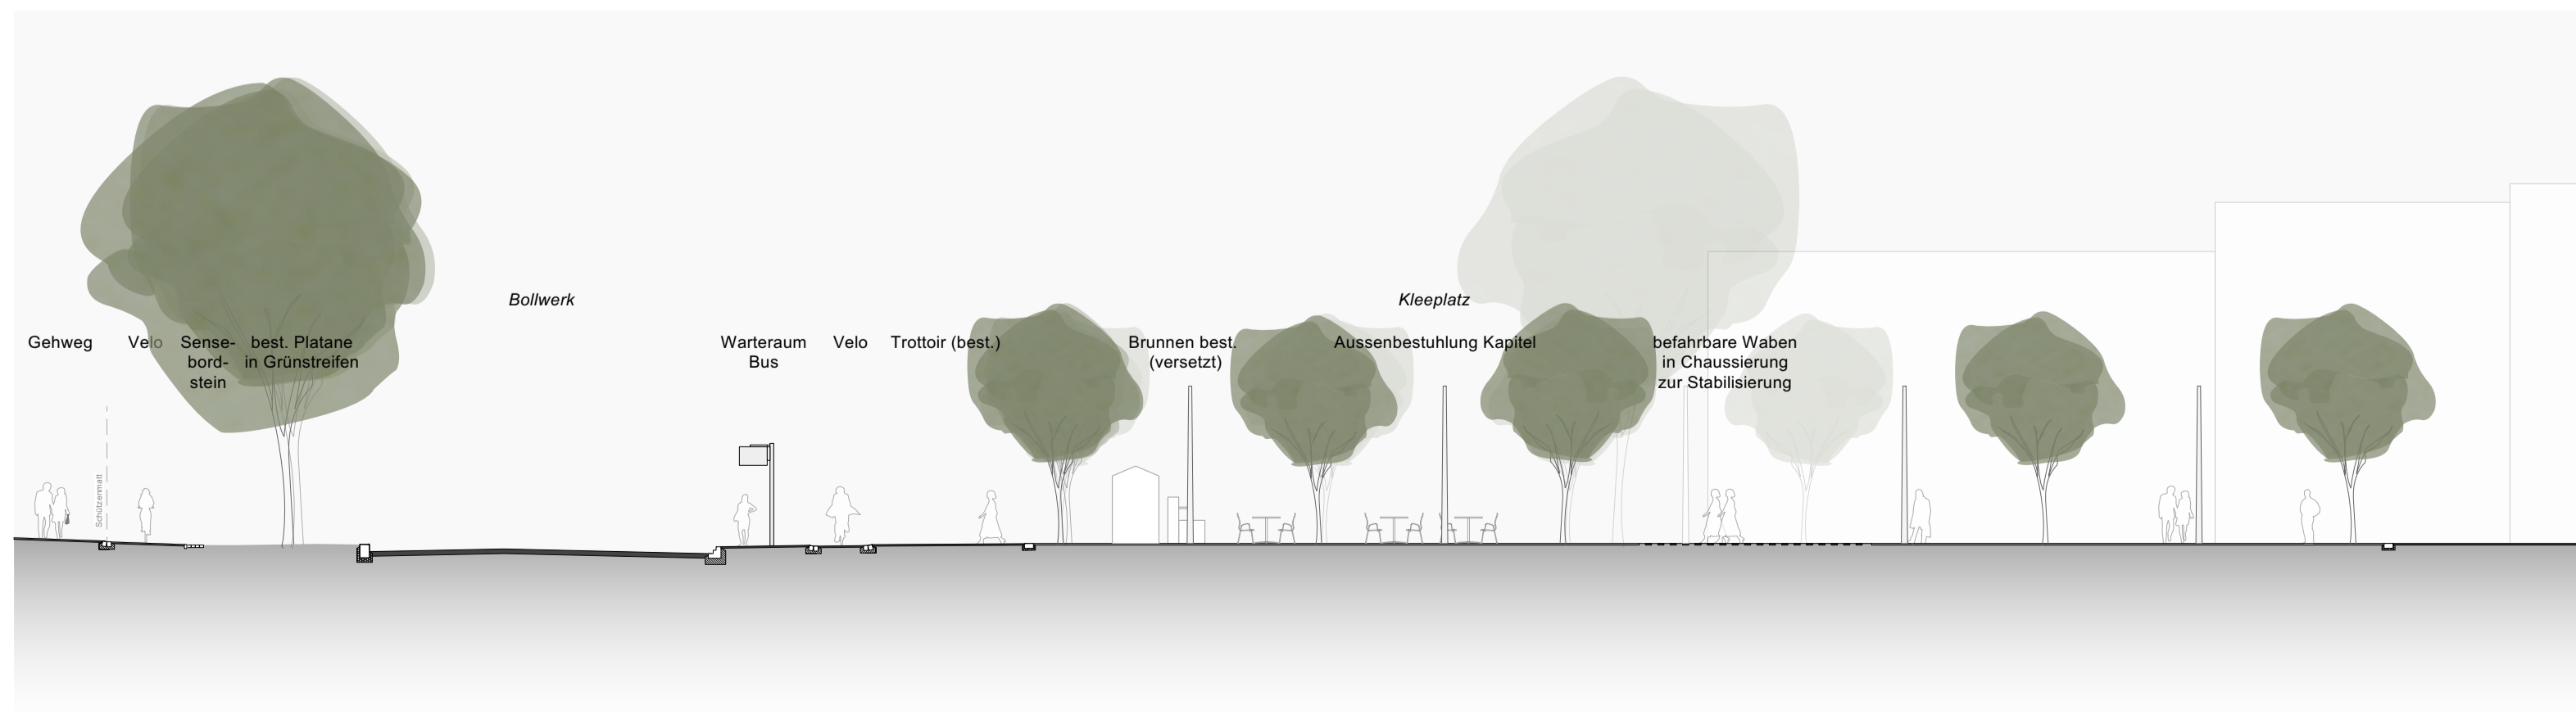 Bollwerk
Kleeplatz
Gehweg
Velo
Sense-
bord-
stein
best. Platane
in Grünstreifen
Warteraum
Bus
Velo
Trottoir (best.)
Brunnen best.
(versetzt)
Aussenbestuhlung Kapitel
befahrbare Waben
in Chaussierung
zur Stabilisierung
Schützenmatt